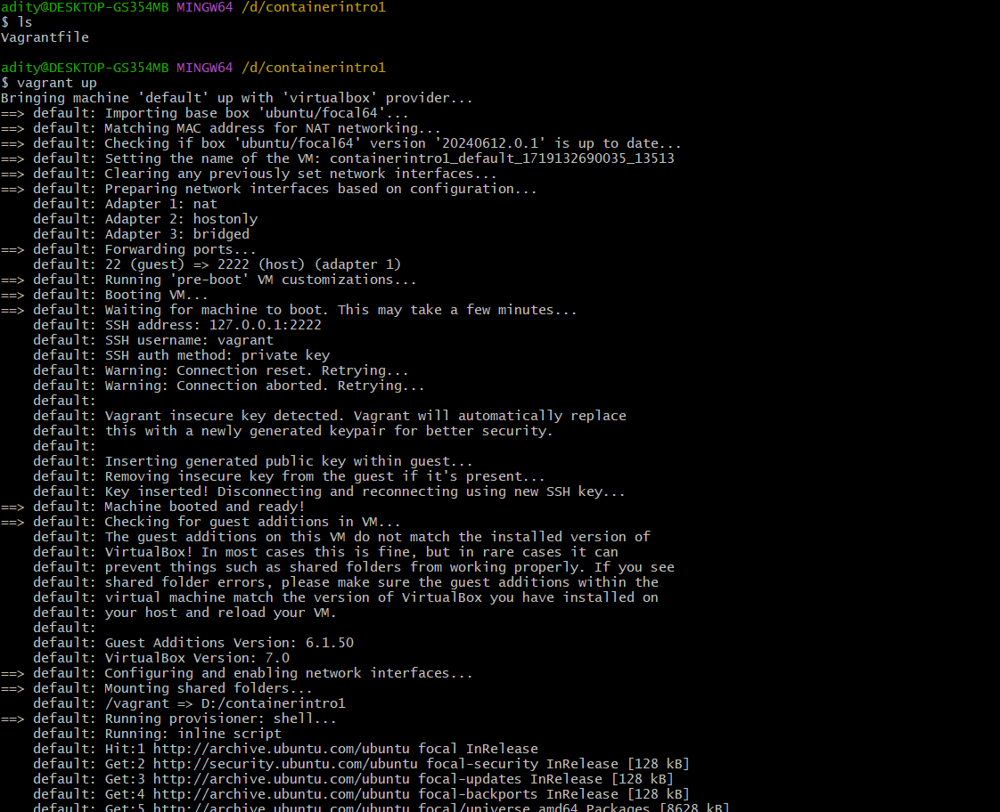 adity@DESKTOP-GS354MB MINGW64 /d/containerintro1
$ ls
Vagrantfile
adity@DESKTOP-GS354MB MINGW64 /d/containerintro1
$ vagrant up
Bringing machine 'default' up with 'virtualbox' provider...
==> default: Importing base box 'ubuntu/focal64'...
==> default: Matching MAC address for NAT networking...
==> default: Checking if box 'ubuntu/focal64' version '20240612.0.1' is up to date...
==> default: Setting the name of the VM: containerintro1_default_1719132690035_13513
==> default: Clearing any previously set network interfaces...
==> default: Preparing network interfaces based on configuration...
    default: Adapter 1: nat
    default: Adapter 2: hostonly
    default: Adapter 3: bridged
==> default: Forwarding ports...
    default: 22 (guest) => 2222 (host) (adapter 1)
==> default: Running 'pre-boot' VM customizations...
==> default: Booting VM...
==> default: Waiting for machine to boot. This may take a few minutes...
    default: SSH address: 127.0.0.1:2222
    default: SSH username: vagrant
    default: SSH auth method: private key
    default: Warning: Connection reset. Retrying...
    default: Warning: Connection aborted. Retrying...
    default:
    default: Vagrant insecure key detected. Vagrant will automatically replace
    default: this with a newly generated keypair for better security.
    default:
    default: Inserting generated public key within guest...
    default: Removing insecure key from the guest if it's present...
    default: Key inserted! Disconnecting and reconnecting using new SSH key...
==> default: Machine booted and ready!
==> default: Checking for guest additions in VM...
    default: The guest additions on this VM do not match the installed version of
    default: VirtualBox! In most cases this is fine, but in rare cases it can
    default: prevent things such as shared folders from working properly. If you see
    default: shared folder errors, please make sure the guest additions within the
    default: virtual machine match the version of VirtualBox you have installed on
    default: your host and reload your VM.
    default:
    default: Guest Additions Version: 6.1.50
    default: VirtualBox Version: 7.0
==> default: Configuring and enabling network interfaces...
==> default: Mounting shared folders...
    default: /vagrant => D:/containerintro1
==> default: Running provisioner: shell...
    default: Running: inline script
    default: Hit:1 http://archive.ubuntu.com/ubuntu focal InRelease
    default: Get:2 http://security.ubuntu.com/ubuntu focal-security InRelease [128 kB]
    default: Get:3 http://archive.ubuntu.com/ubuntu focal-updates InRelease [128 kB]
    default: Get:4 http://archive.ubuntu.com/ubuntu focal-backports InRelease [128 kB]
    default: Get:5 http://archive.ubuntu.com/ubuntu focal/universe amd64 Packages [8628 kB]